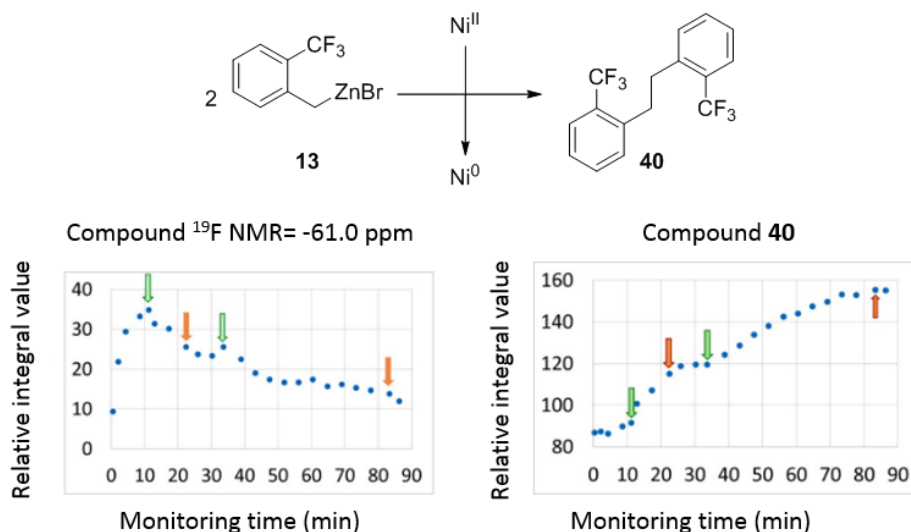 Ni^II
CF₃
2
ZnBr
CF₃
CF₃
13
Ni⁰
40
Compound ¹⁹F NMR= -61.0 ppm
Relative integral value
40
30
20
10
0
0 10 20 30 40 50 60 70 80 90
Monitoring time (min)
Compound 40
Relative integral value
160
140
120
100
80
0 10 20 30 40 50 60 70 80 90
Monitoring time (min)